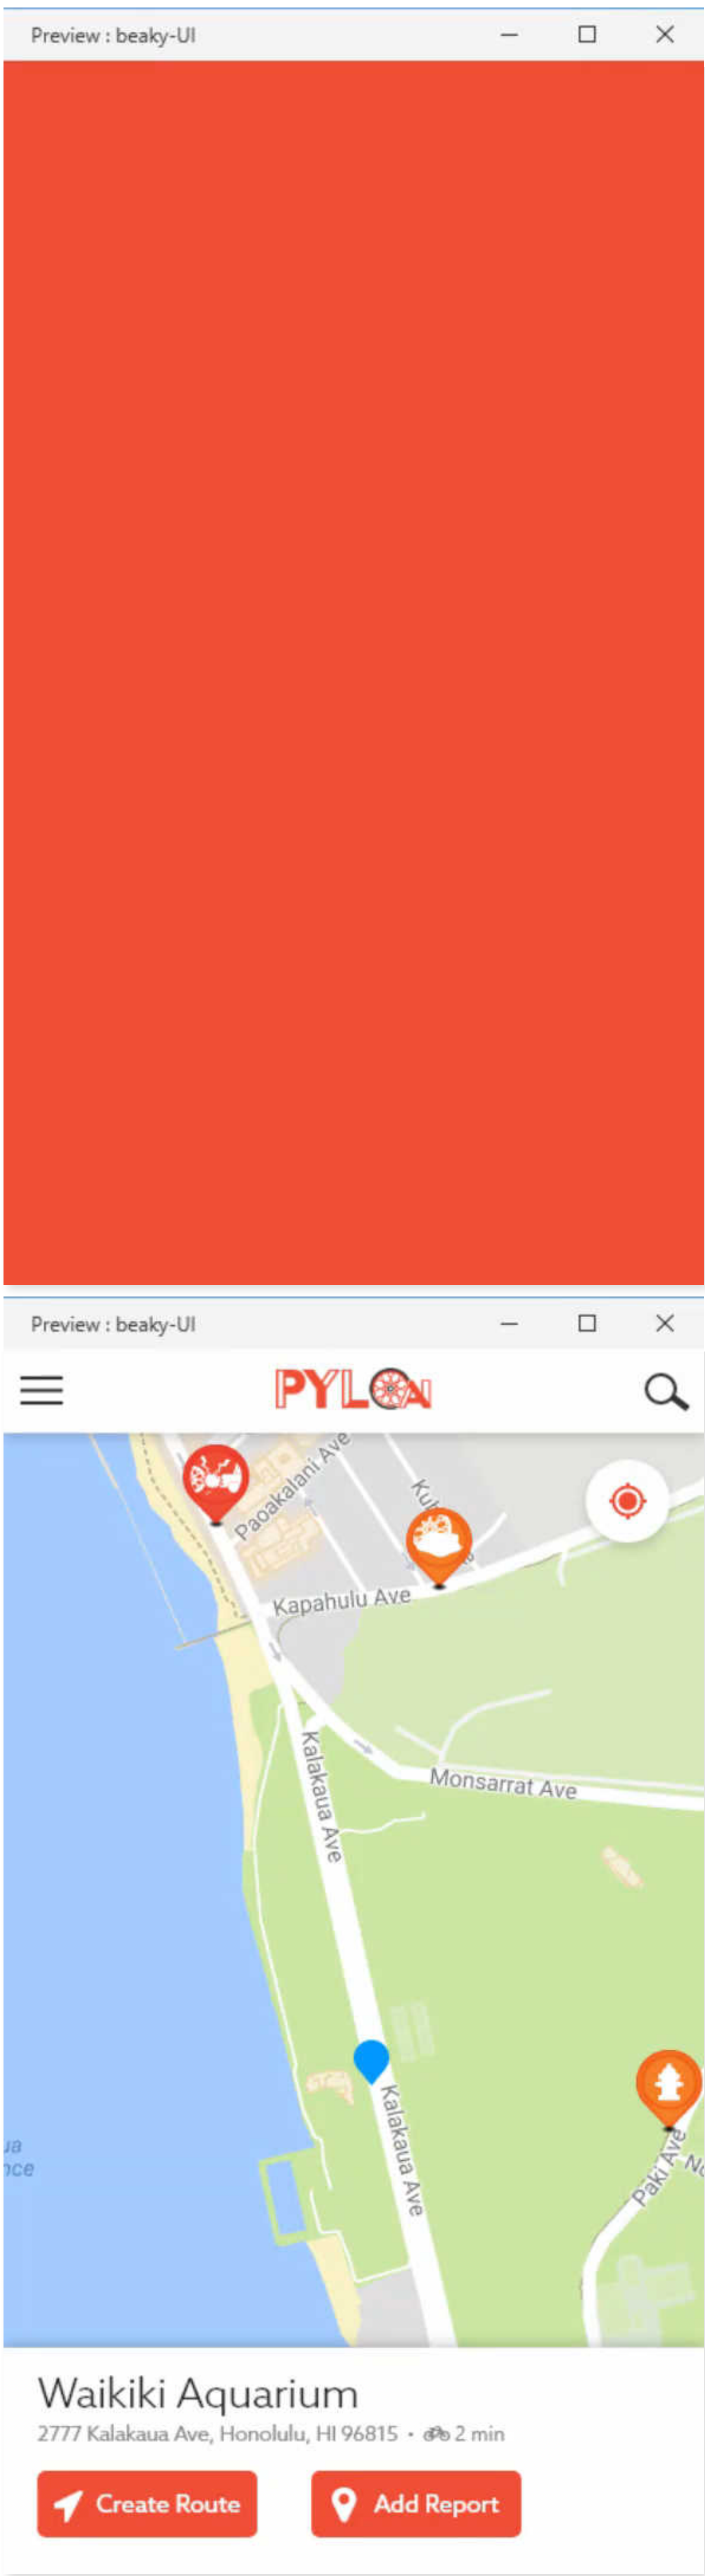 Preview : beaky-UI
Preview : beaky-UI
PYLON
Paoakalani Ave
Kapahulu Ave
Kalakaua Ave
Monsarrat Ave
Kalakaua Ave
Paki Ave
Waikiki Aquarium
2777 Kalakaua Ave, Honolulu, HI 96815 · 2 min
Create Route
Add Report